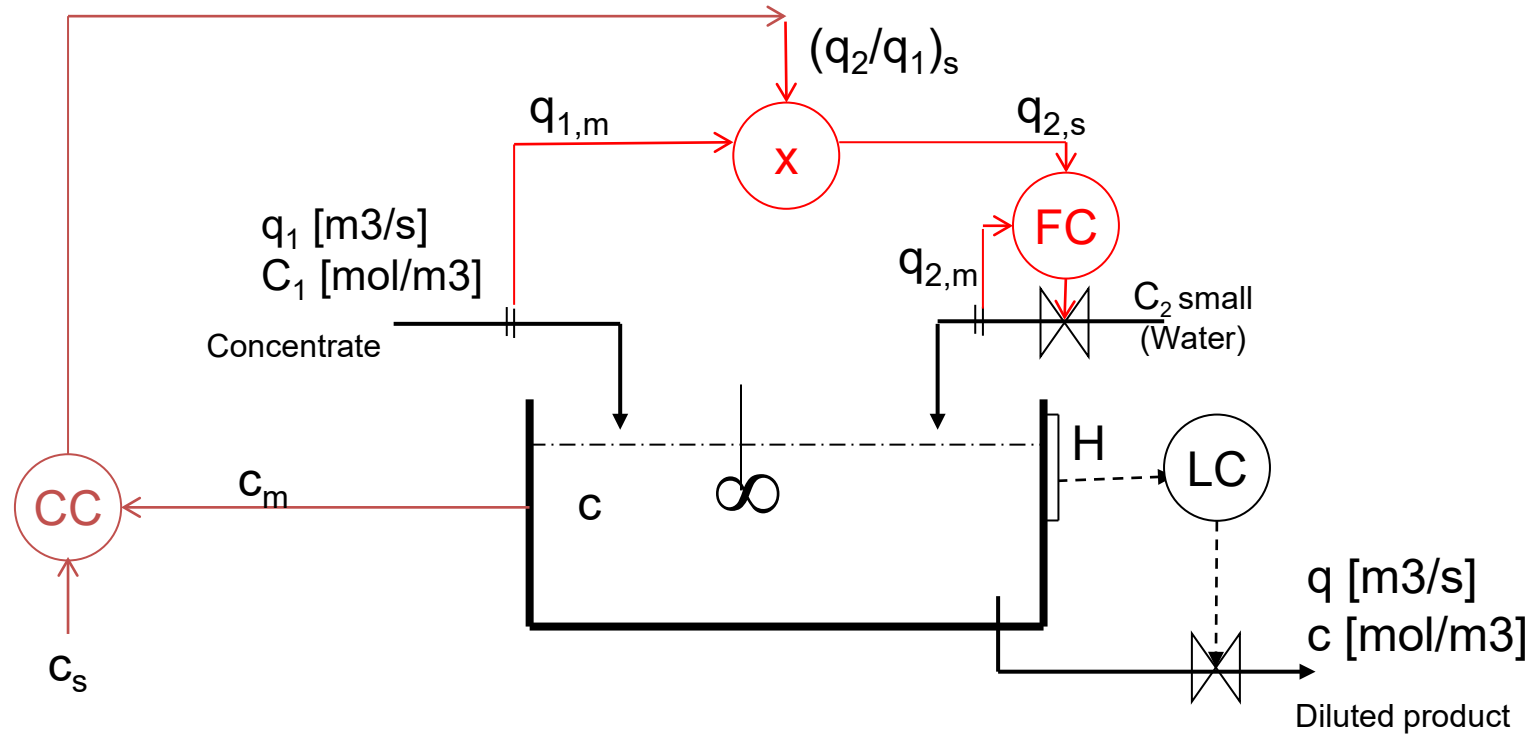 (q₂/q₁)ₛ
q₁,ₘ
q₂,ₛ
x
q₁ [m3/s]
C₁ [mol/m3]
FC
q₂,ₘ
C₂ small
(Water)
Concentrate
H
LC
cₘ
c
CC
q [m3/s]
c [mol/m3]
cₛ
Diluted product